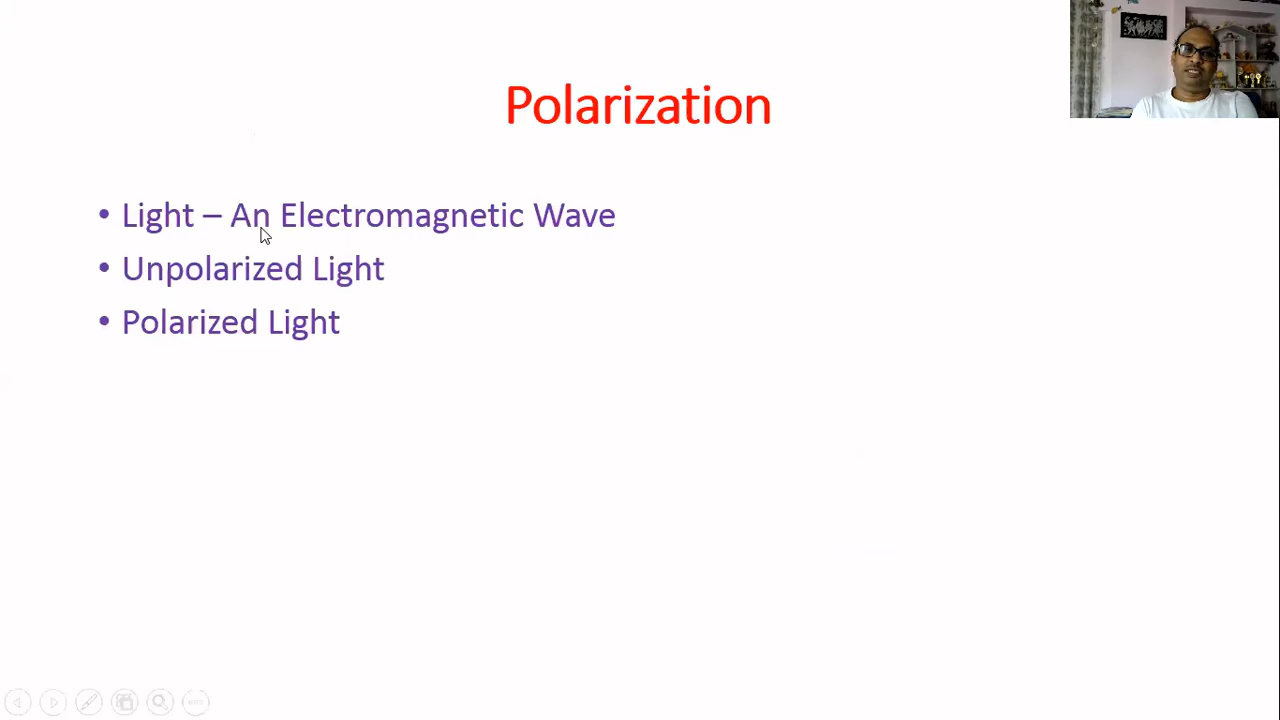 Polarization
• Light – An Electromagnetic Wave
• Unpolarized Light
• Polarized Light